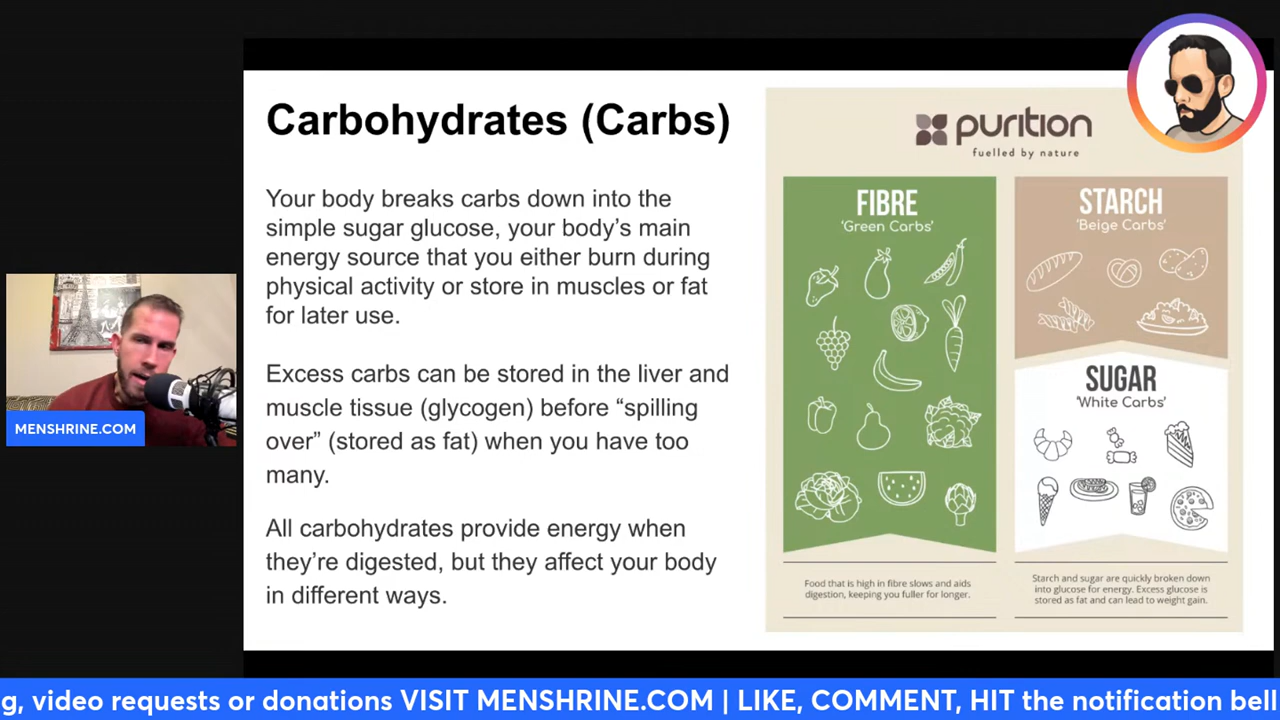 Carbohydrates (Carbs)
Your body breaks carbs down into the
simple sugar glucose, your body’s main
energy source that you either burn during
physical activity or store in muscles or fat
for later use.
Excess carbs can be stored in the liver and
muscle tissue (glycogen) before “spilling
over” (stored as fat) when you have too
many.
All carbohydrates provide energy when
they’re digested, but they affect your body
in different ways.
purition
fuelled by nature
FIBRE
‘Green Carbs’
Food that is high in fibre slows and aids
digestion, keeping you fuller for longer.
STARCH
‘Beige Carbs’
SUGAR
‘White Carbs’
Starch and sugar are quickly broken down
into glucose for energy. Excess glucose is
stored as fat and can lead to weight gain.
MENSHRINE.COM
g, video requests or donations VISIT MENSHRINE.COM | LIKE, COMMENT, HIT the notification bell